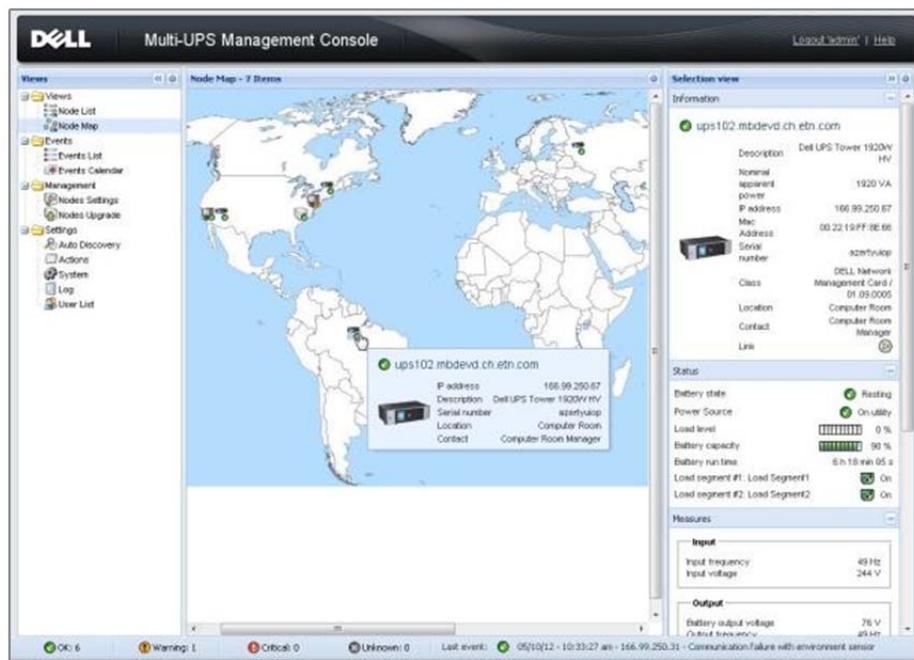 DELL Multi-UPS Management Console
Logout 'admin' | Help
Views
Views
Node List
Node Map
Events
Events List
Events Calendar
Management
Nodes Settings
Nodes Upgrade
Settings
Auto Discovery
Actions
System
Log
User List
Node Map - 7 Items
ups102.mbdevd.ch.etn.com
IP address 166.99.250.67
Description Dell UPS Tower 1920W HV
Serial number azertyuiop
Location Computer Room
Contact Computer Room Manager
Selection view
Information
ups102.mbdevd.ch.etn.com
Description Dell UPS Tower 1920W
HV
Nominal
apparent 1920 VA
power
IP address 166.99.250.67
Mac
Address 00.22.19.FF.8E.66
Serial
number azertyuiop
DELL Network
Class Management Card /
01.09.0005
Location Computer Room
Contact Computer Room
Manager
Link
Status
Battery state Resting
Power Source On utility
Load level 0 %
Battery capacity 90 %
Battery run time 6 h 18 min 05 s
Load segment #1: Load Segment1 On
Load segment #2: Load Segment2 On
Measures
Input
Input frequency 49 Hz
Input voltage 244 V
Output
Battery output voltage 76 V
Output frequency 49 Hz
OK: 6 Warning: 1 Critical: 0 Unknown: 0 Last event: 05/10/12 - 10:33:27 am - 166.99.250.31 - Communication failure with environment sensor